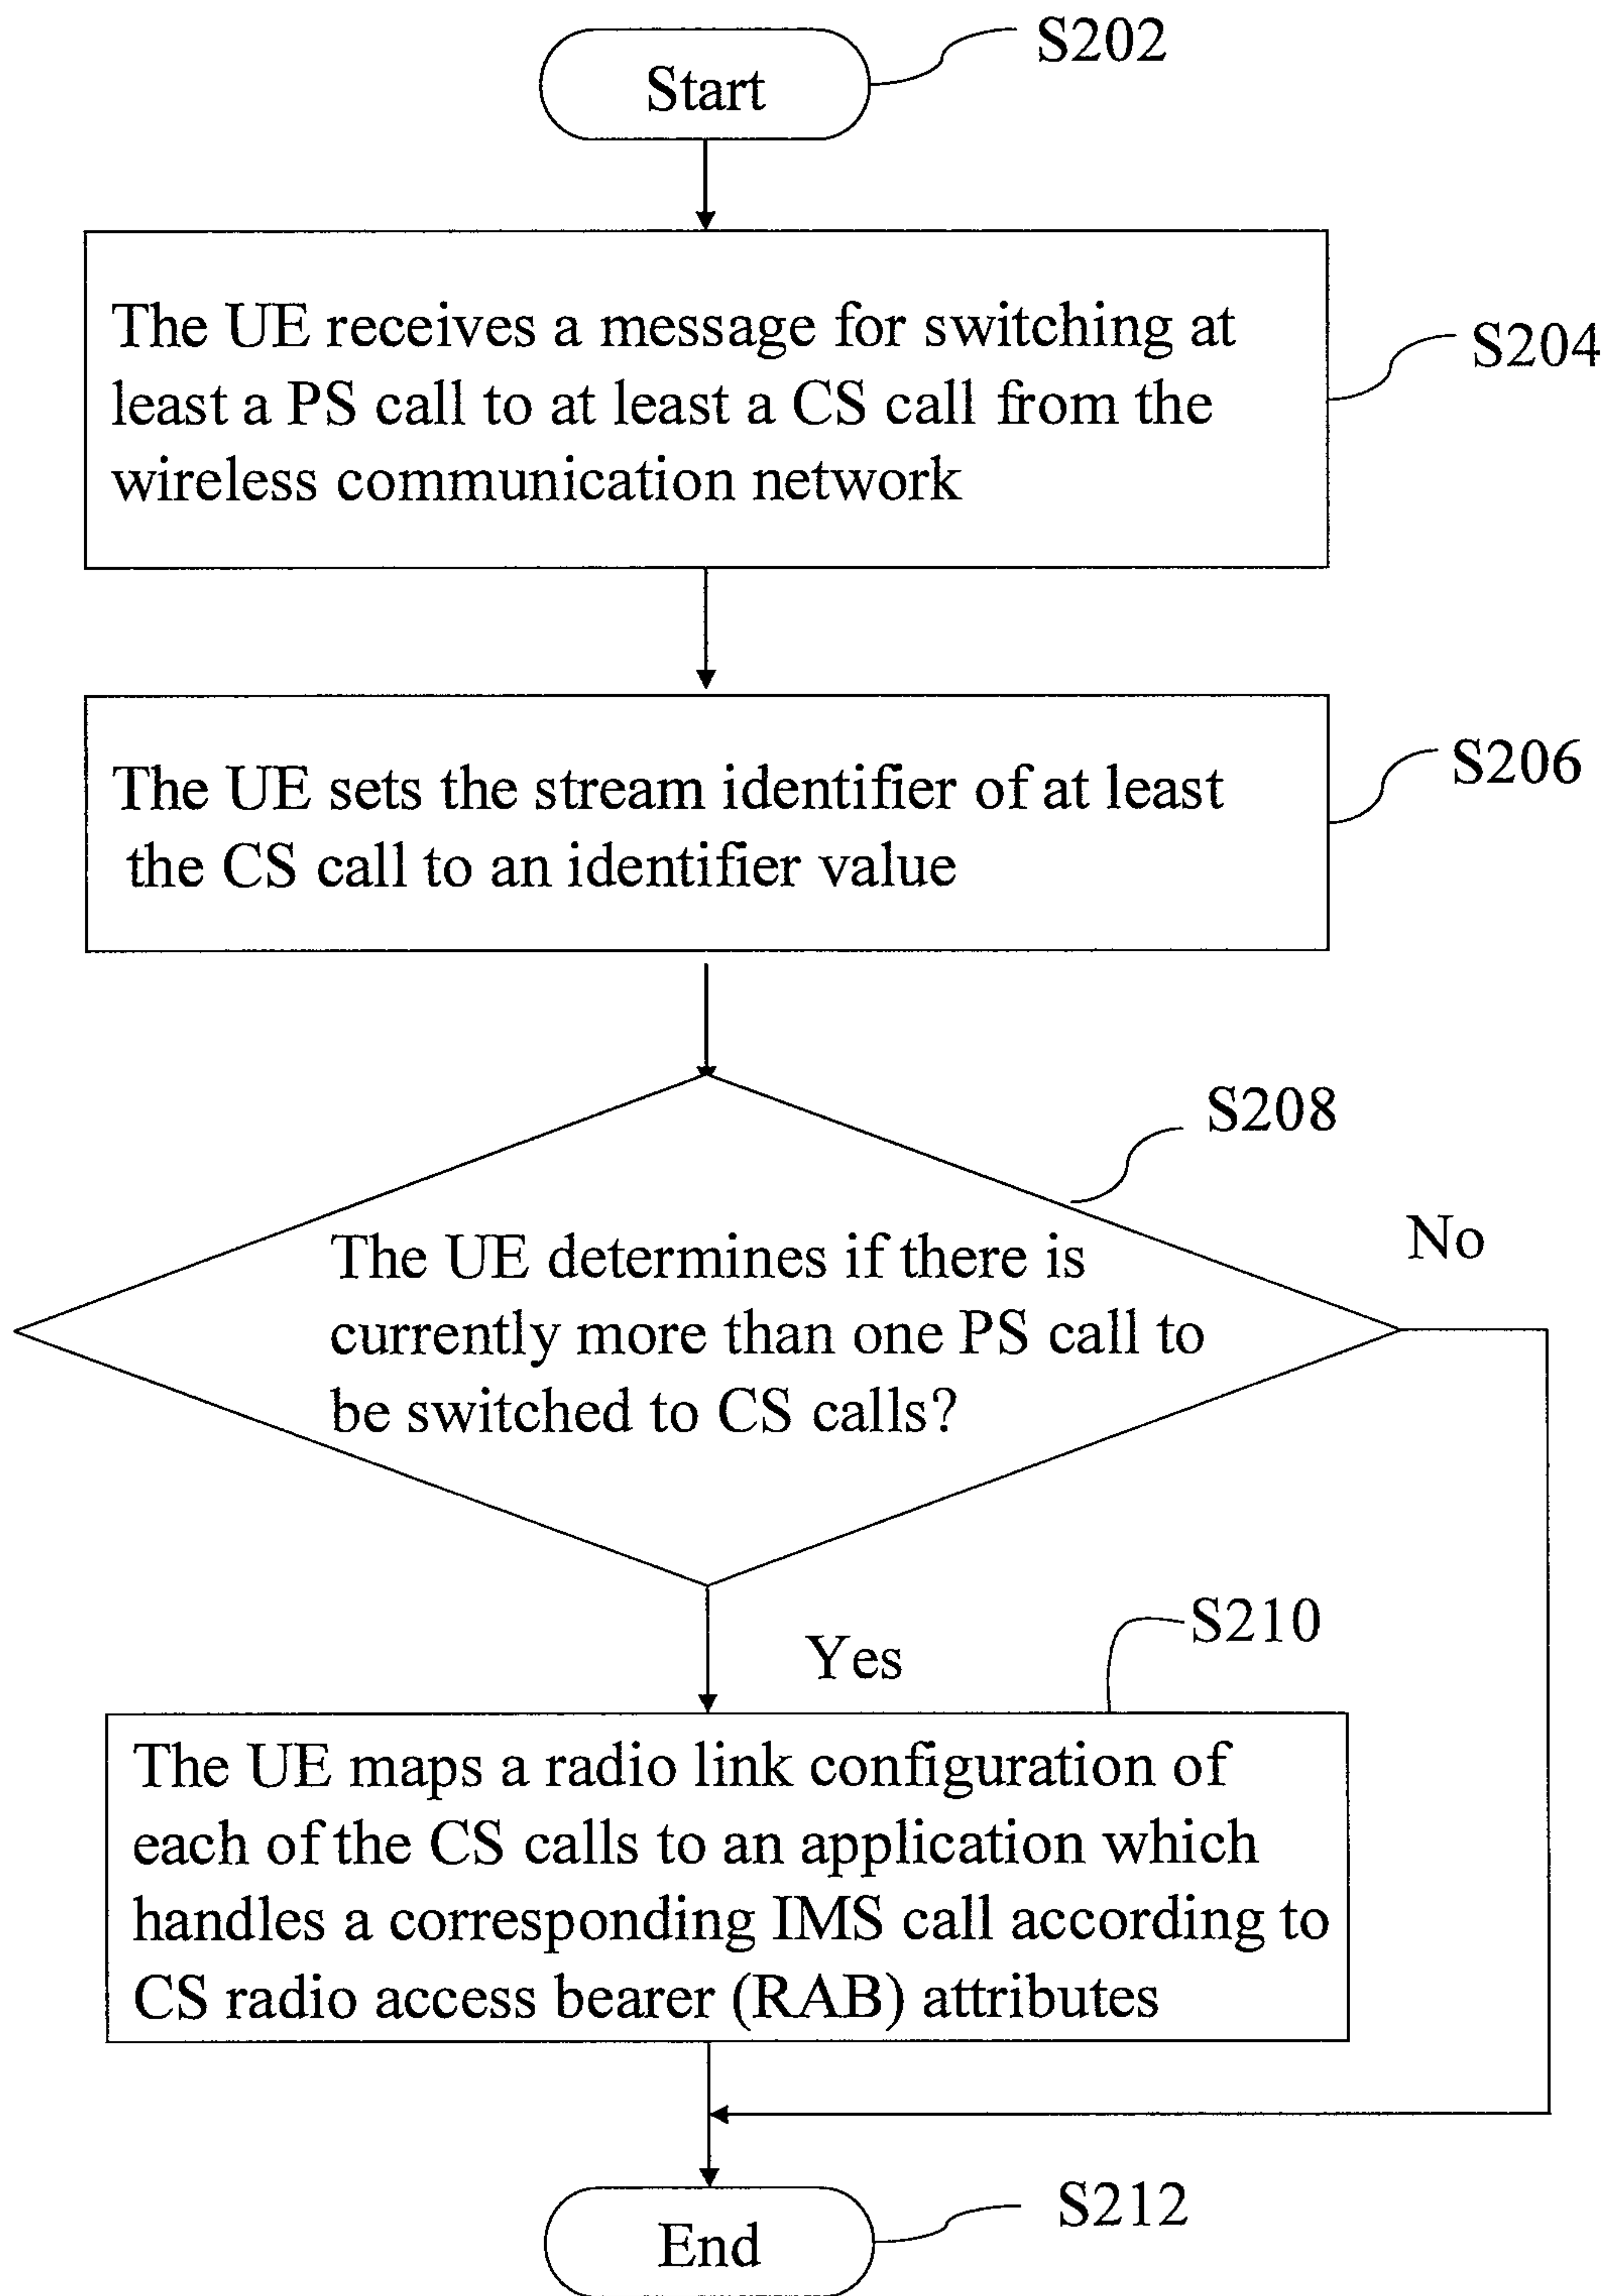 S202
Start
The UE receives a message for switching at
least a PS call to at least a CS call from the
wireless communication network
S204
The UE sets the stream identifier of at least
the CS call to an identifier value
S206
S208
No
The UE determines if there is
currently more than one PS call to
be switched to CS calls?
Yes
S210
The UE maps a radio link configuration of
each of the CS calls to an application which
handles a corresponding IMS call according to
CS radio access bearer (RAB) attributes
End
S212